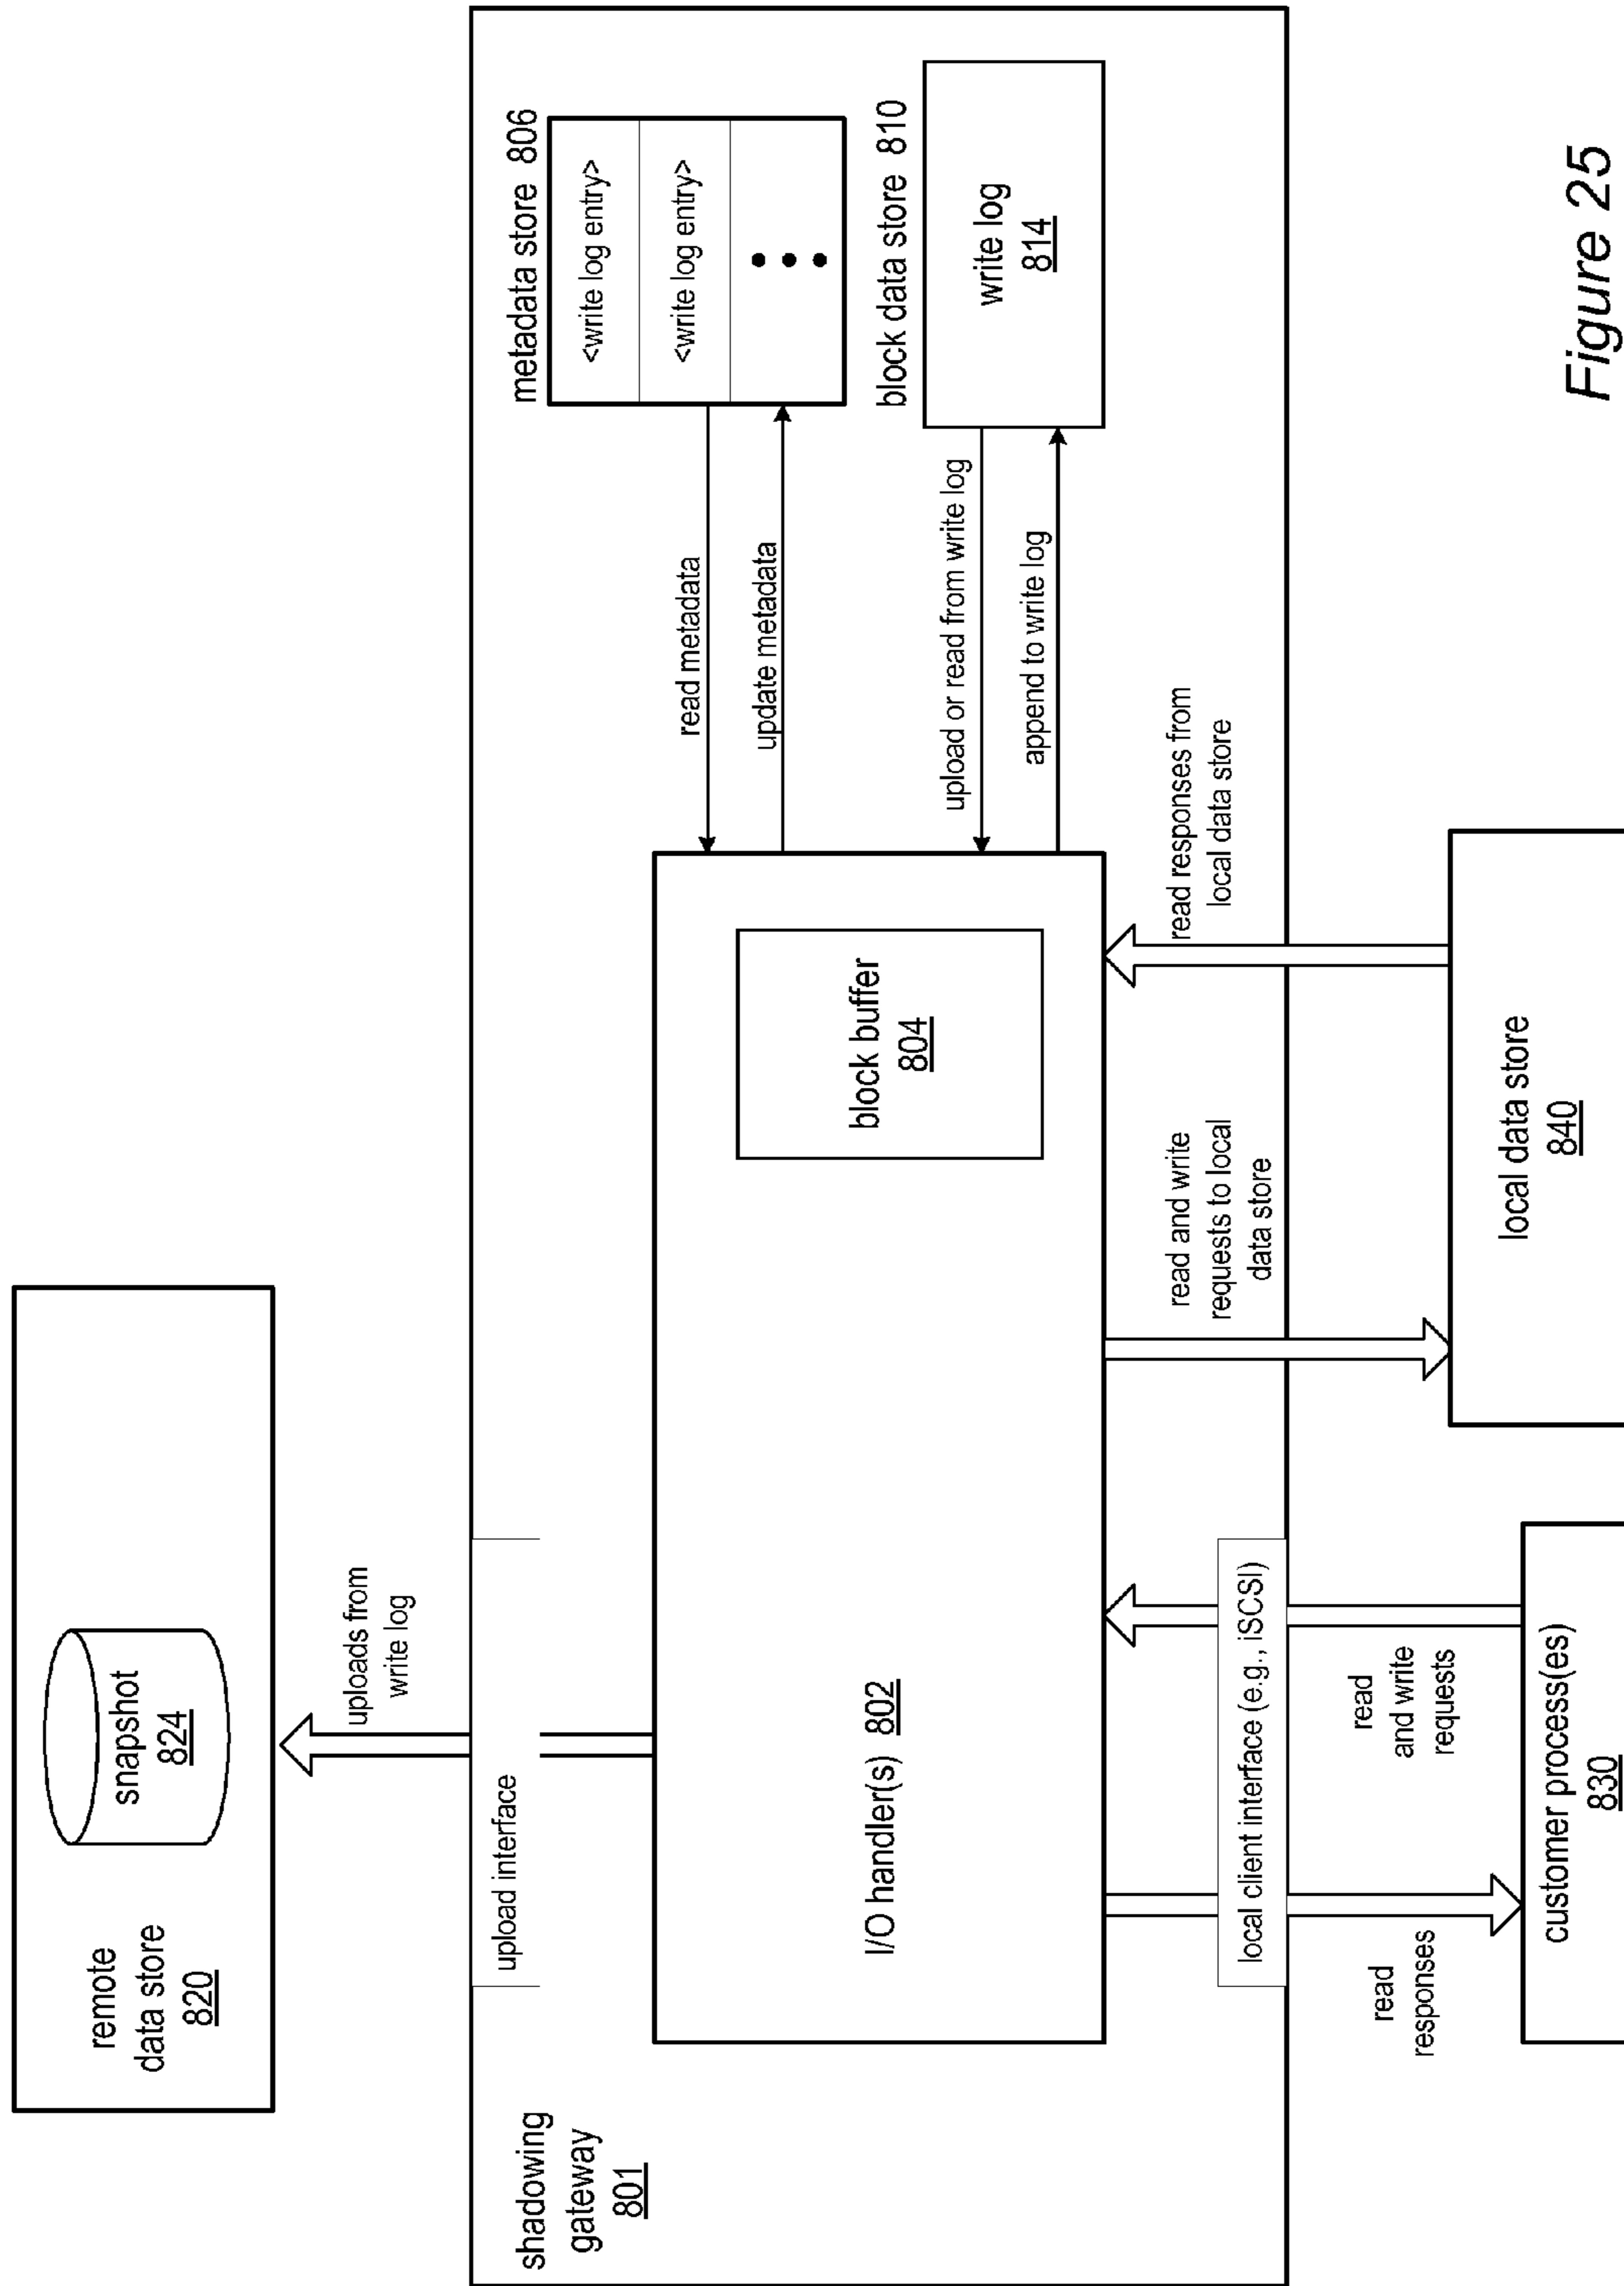 remote
data store
820
snapshot
824
uploads from
write log
shadowing
gateway
801
upload interface
I/O handler(s) 802
block buffer
804
read metadata
update metadata
upload or read from write log
append to write log
metadata store 806
<write log entry>
<write log entry>
block data store 810
write log
814
local client interface (e.g., iSCSI)
read
responses
read
and write
requests
read and write
requests to local
data store
read responses from
local data store
customer process(es)
830
local data store
840
Figure 25